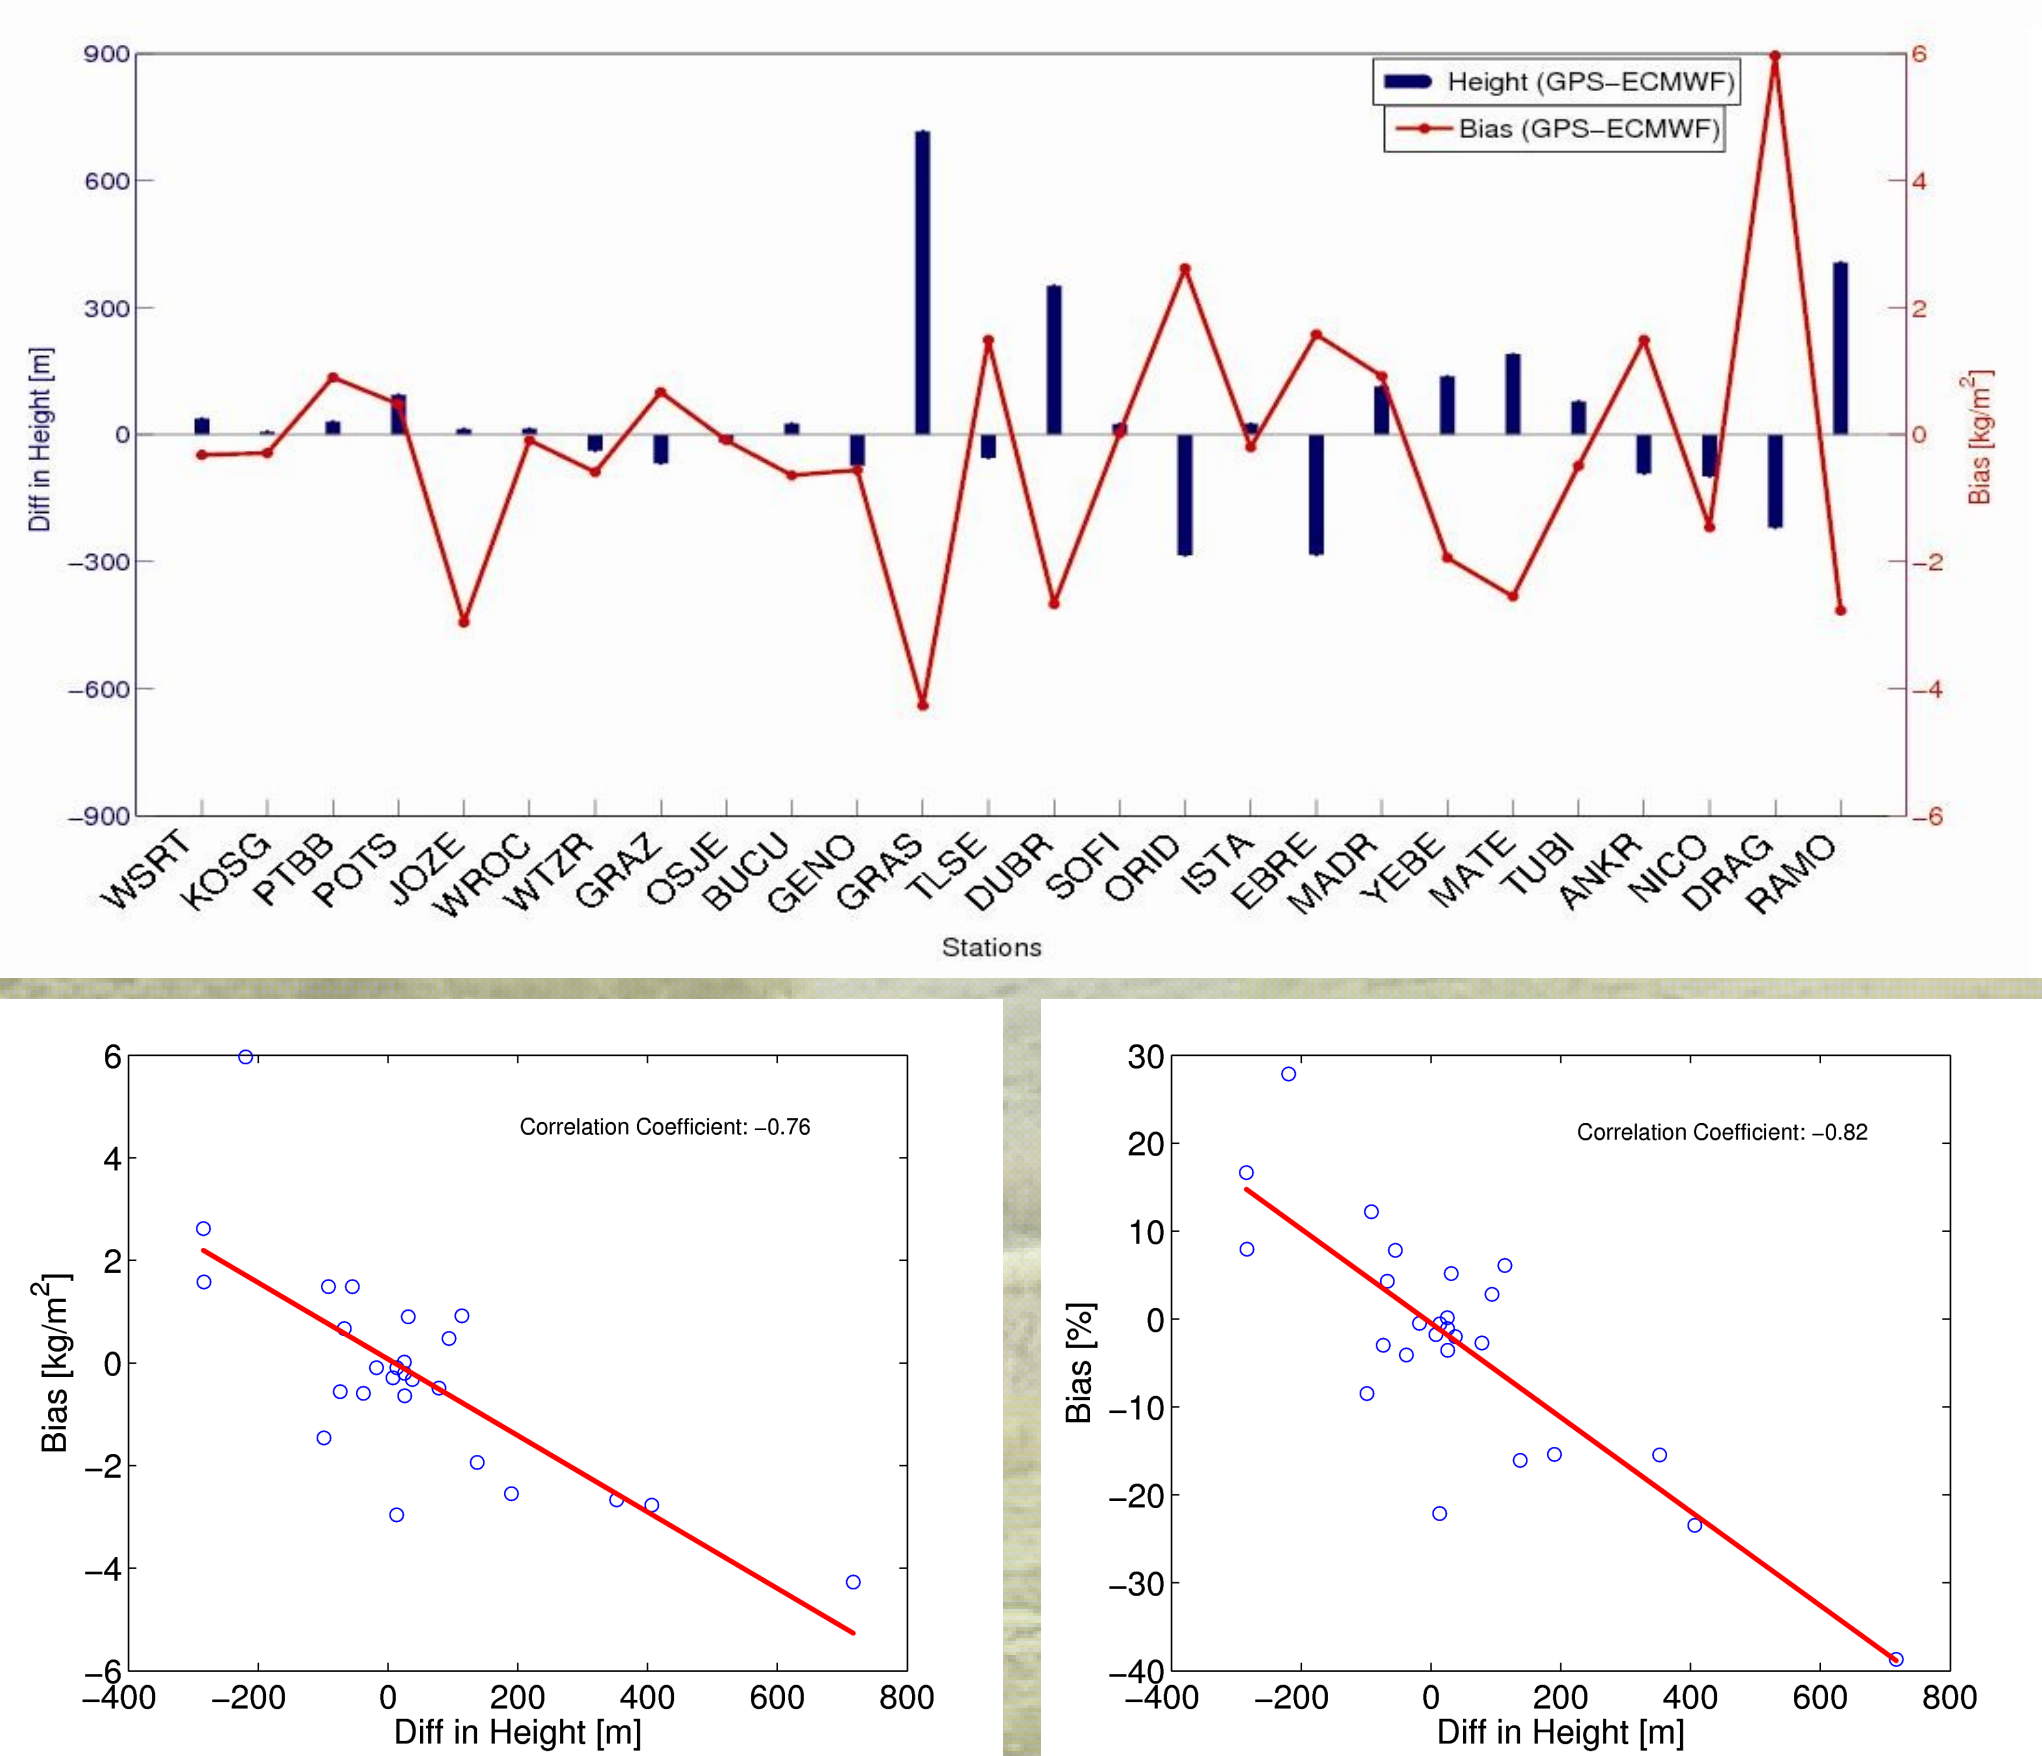 900
600
300
0
−300
−600
−900
Diff in Height [m]
Height (GPS−ECMWF)
Bias (GPS−ECMWF)
6
4
2
0
−2
−4
−6
Bias [kg/m²]
WSRT
KOSG
PTBB
POTS
JOZE
WROC
WTZR
GRAZ
OSJE
BUCU
GENO
GRAS
TLSE
DUBR
SOFI
ORID
ISTA
EBRE
MADR
YEBE
MATE
TUBI
ANKR
NICO
DRAG
RAMO
Stations
6
4
2
0
−2
−4
−6
Bias [kg/m²]
Correlation Coefficient: −0.76
−400 −200 0 200 400 600 800
Diff in Height [m]
30
20
10
0
−10
−20
−30
−40
Bias [%]
Correlation Coefficient: −0.82
−400 −200 0 200 400 600 800
Diff in Height [m]